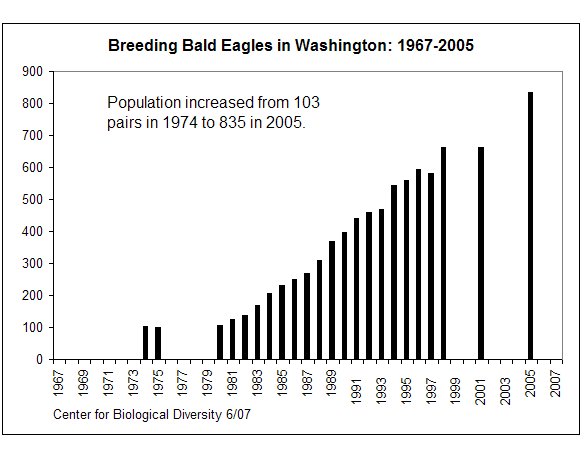 Breeding Bald Eagles in Washington: 1967-2005
900
Population increased from 103
800
pairs in 1974 to 835 in 2005.
700
600
500
400
300
200
100
0
1967 1969 1971 1973 1975 1977 1979 1981 1983 1985 1987 1989 1991 1993 1995 1997 1999 2001 2003 2005 2007
Center for Biological Diversity 6/07